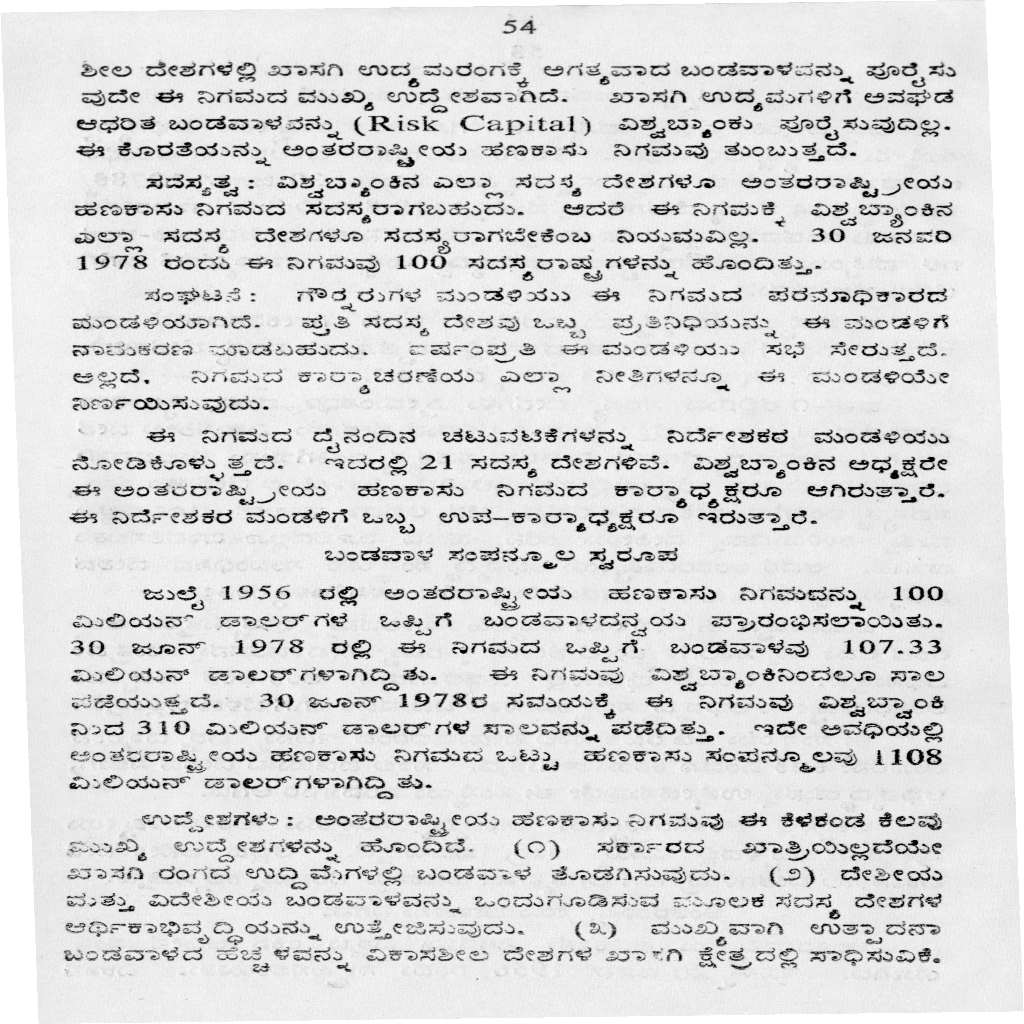 54
ಶೀಲ ದೇಶಗಳಲ್ಲಿ ಖಾಸಗಿ ಉದ್ಯಮರಂಗಕ್ಕೆ ಅಗತ್ಯವಾದ ಬಂಡವಾಳವನ್ನು ಪೂರೈಸು
ವುದೇ ಈ ನಿಗಮದ ಮುಖ್ಯ ಉದ್ದೇಶವಾಗಿದೆ. ಖಾಸಗಿ ಉದ್ಯಮಗಳಿಗೆ ಅವಘಡ
ಆಧರಿತ ಬಂಡವಾಳವನ್ನು (Risk Capital) ವಿಶ್ವಬ್ಯಾಂಕು ಪೂರೈಸುವುದಿಲ್ಲ.
ಈ ಕೊರತೆಯನ್ನು ಅಂತರರಾಷ್ಟ್ರೀಯ ಹಣಕಾಸು ನಿಗಮವು ತುಂಬುತ್ತದೆ.
ಸದಸ್ಯತ್ವ : ವಿಶ್ವಬ್ಯಾಂಕಿನ ಎಲ್ಲಾ ಸದಸ್ಯ ದೇಶಗಳೂ ಅಂತರರಾಷ್ಟ್ರೀಯ
ಹಣಕಾಸು ನಿಗಮದ ಸದಸ್ಯರಾಗಬಹುದು. ಆದರೆ ಈ ನಿಗಮಕ್ಕೆ ವಿಶ್ವಬ್ಯಾಂಕಿನ
ಎಲ್ಲಾ ಸದಸ್ಯ ದೇಶಗಳೂ ಸದಸ್ಯರಾಗಬೇಕೆಂಬ ನಿಯಮವಿಲ್ಲ. 30 ಜನವರಿ
1978 ರಂದು ಈ ನಿಗಮವು 100 ಸದಸ್ಯರಾಷ್ಟ್ರಗಳನ್ನು ಹೊಂದಿತ್ತು.
ಸಂಘಟನೆ : ಗೌರ್ನರುಗಳ ಮಂಡಳಿಯು ಈ ನಿಗಮದ ಪರಮಾಧಿಕಾರದ
ಮಂಡಳಿಯಾಗಿದೆ. ಪ್ರತಿ ಸದಸ್ಯ ದೇಶವು ಒಬ್ಬ ಪ್ರತಿನಿಧಿಯನ್ನು ಈ ಮಂಡಳಿಗೆ
ನಾಮಕರಣ ಮಾಡಬಹುದು. ವರ್ಷಂಪ್ರತಿ ಈ ಮಂಡಳಿಯು ಸಭೆ ಸೇರುತ್ತದೆ.
ಅಲ್ಲದೆ, ನಿಗಮದ ಕಾರ್‍ಯಾಚರಣೆಯ ಎಲ್ಲಾ ನೀತಿಗಳನ್ನೂ ಈ ಮಂಡಳಿಯೇ
ನಿರ್ಣಯಿಸುವುದು.
ಈ ನಿಗಮದ ದೈನಂದಿನ ಚಟುವಟಿಕೆಗಳನ್ನು ನಿರ್ದೇಶಕರ ಮಂಡಳಿಯು
ನೋಡಿಕೊಳ್ಳುತ್ತದೆ. ಇದರಲ್ಲಿ 21 ಸದಸ್ಯ ದೇಶಗಳಿವೆ. ವಿಶ್ವಬ್ಯಾಂಕಿನ ಅಧ್ಯಕ್ಷರೇ
ಈ ಅಂತರರಾಷ್ಟ್ರೀಯ ಹಣಕಾಸು ನಿಗಮದ ಕಾರ್‍ಯಾಧ್ಯಕ್ಷರೂ ಆಗಿರುತ್ತಾರೆ.
ಈ ನಿರ್ದೇಶಕರ ಮಂಡಳಿಗೆ ಒಬ್ಬ ಉಪ–ಕಾರ್‍ಯಾಧ್ಯಕ್ಷರೂ ಇರುತ್ತಾರೆ.
ಬಂಡವಾಳ ಸಂಪನ್ಮೂಲ ಸ್ವರೂಪ
ಜುಲೈ 1956 ರಲ್ಲಿ ಅಂತರರಾಷ್ಟ್ರೀಯ ಹಣಕಾಸು ನಿಗಮದನ್ನು 100
ಮಿಲಿಯನ್ ಡಾಲರ್‌ಗಳ ಒಪ್ಪಿಗೆ ಬಂಡವಾಳದನ್ವಯ ಪ್ರಾರಂಭಿಸಲಾಯಿತು.
30 ಜೂನ್ 1978 ರಲ್ಲಿ ಈ ನಿಗಮದ ಒಪ್ಪಿಗೆ ಬಂಡವಾಳವು 107.33
ಮಿಲಿಯನ್ ಡಾಲರ್‌ಗಳಾಗಿದ್ದಿತು. ಈ ನಿಗಮವು ವಿಶ್ವಬ್ಯಾಂಕಿನಿಂದಲೂ ಸಾಲ
ಪಡೆಯುತ್ತದೆ. 30 ಜೂನ್ 1978ರ ಸಮಯಕ್ಕೆ ಈ ನಿಗಮವು ವಿಶ್ವಬ್ಯಾಂಕಿ
ನಿಂದ 310 ಮಿಲಿಯನ್ ಡಾಲರ್‌ಗಳ ಸಾಲವನ್ನು ಪಡೆದಿತ್ತು. ಇದೇ ಅವಧಿಯಲ್ಲಿ
ಅಂತರರಾಷ್ಟ್ರೀಯ ಹಣಕಾಸು ನಿಗಮದ ಒಟ್ಟು ಹಣಕಾಸು ಸಂಪನ್ಮೂಲವು 1108
ಮಿಲಿಯನ್ ಡಾಲರ್‌ಗಳಾಗಿದ್ದಿತು.
ಉದ್ದೇಶಗಳು : ಅಂತರರಾಷ್ಟ್ರೀಯ ಹಣಕಾಸು ನಿಗಮವು ಈ ಕೆಳಕಂಡ ಕೆಲವು
ಮುಖ್ಯ ಉದ್ದೇಶಗಳನ್ನು ಹೊಂದಿದೆ. (೧) ಸರ್ಕಾರದ ಖಾತ್ರಿಯಿಲ್ಲದೆಯೇ
ಖಾಸಗಿ ರಂಗದ ಉದ್ದಿಮೆಗಳಲ್ಲಿ ಬಂಡವಾಳ ತೊಡಗಿಸುವುದು. (೨) ದೇಶೀಯ
ಮತ್ತು ವಿದೇಶೀಯ ಬಂಡವಾಳವನ್ನು ಒಂದುಗೂಡಿಸುವ ಮೂಲಕ ಸದಸ್ಯ ದೇಶಗಳ
ಆರ್ಥಿಕಾಭಿವೃದ್ಧಿಯನ್ನು ಉತ್ತೇಜಿಸುವುದು. (೩) ಮುಖ್ಯವಾಗಿ ಉತ್ಪಾದನಾ
ಬಂಡವಾಳದ ಹೆಚ್ಚಳವನ್ನು ವಿಕಾಸಶೀಲ ದೇಶಗಳ ಖಾಸಗಿ ಕ್ಷೇತ್ರದಲ್ಲಿ ಸಾಧಿಸುವಿಕೆ.